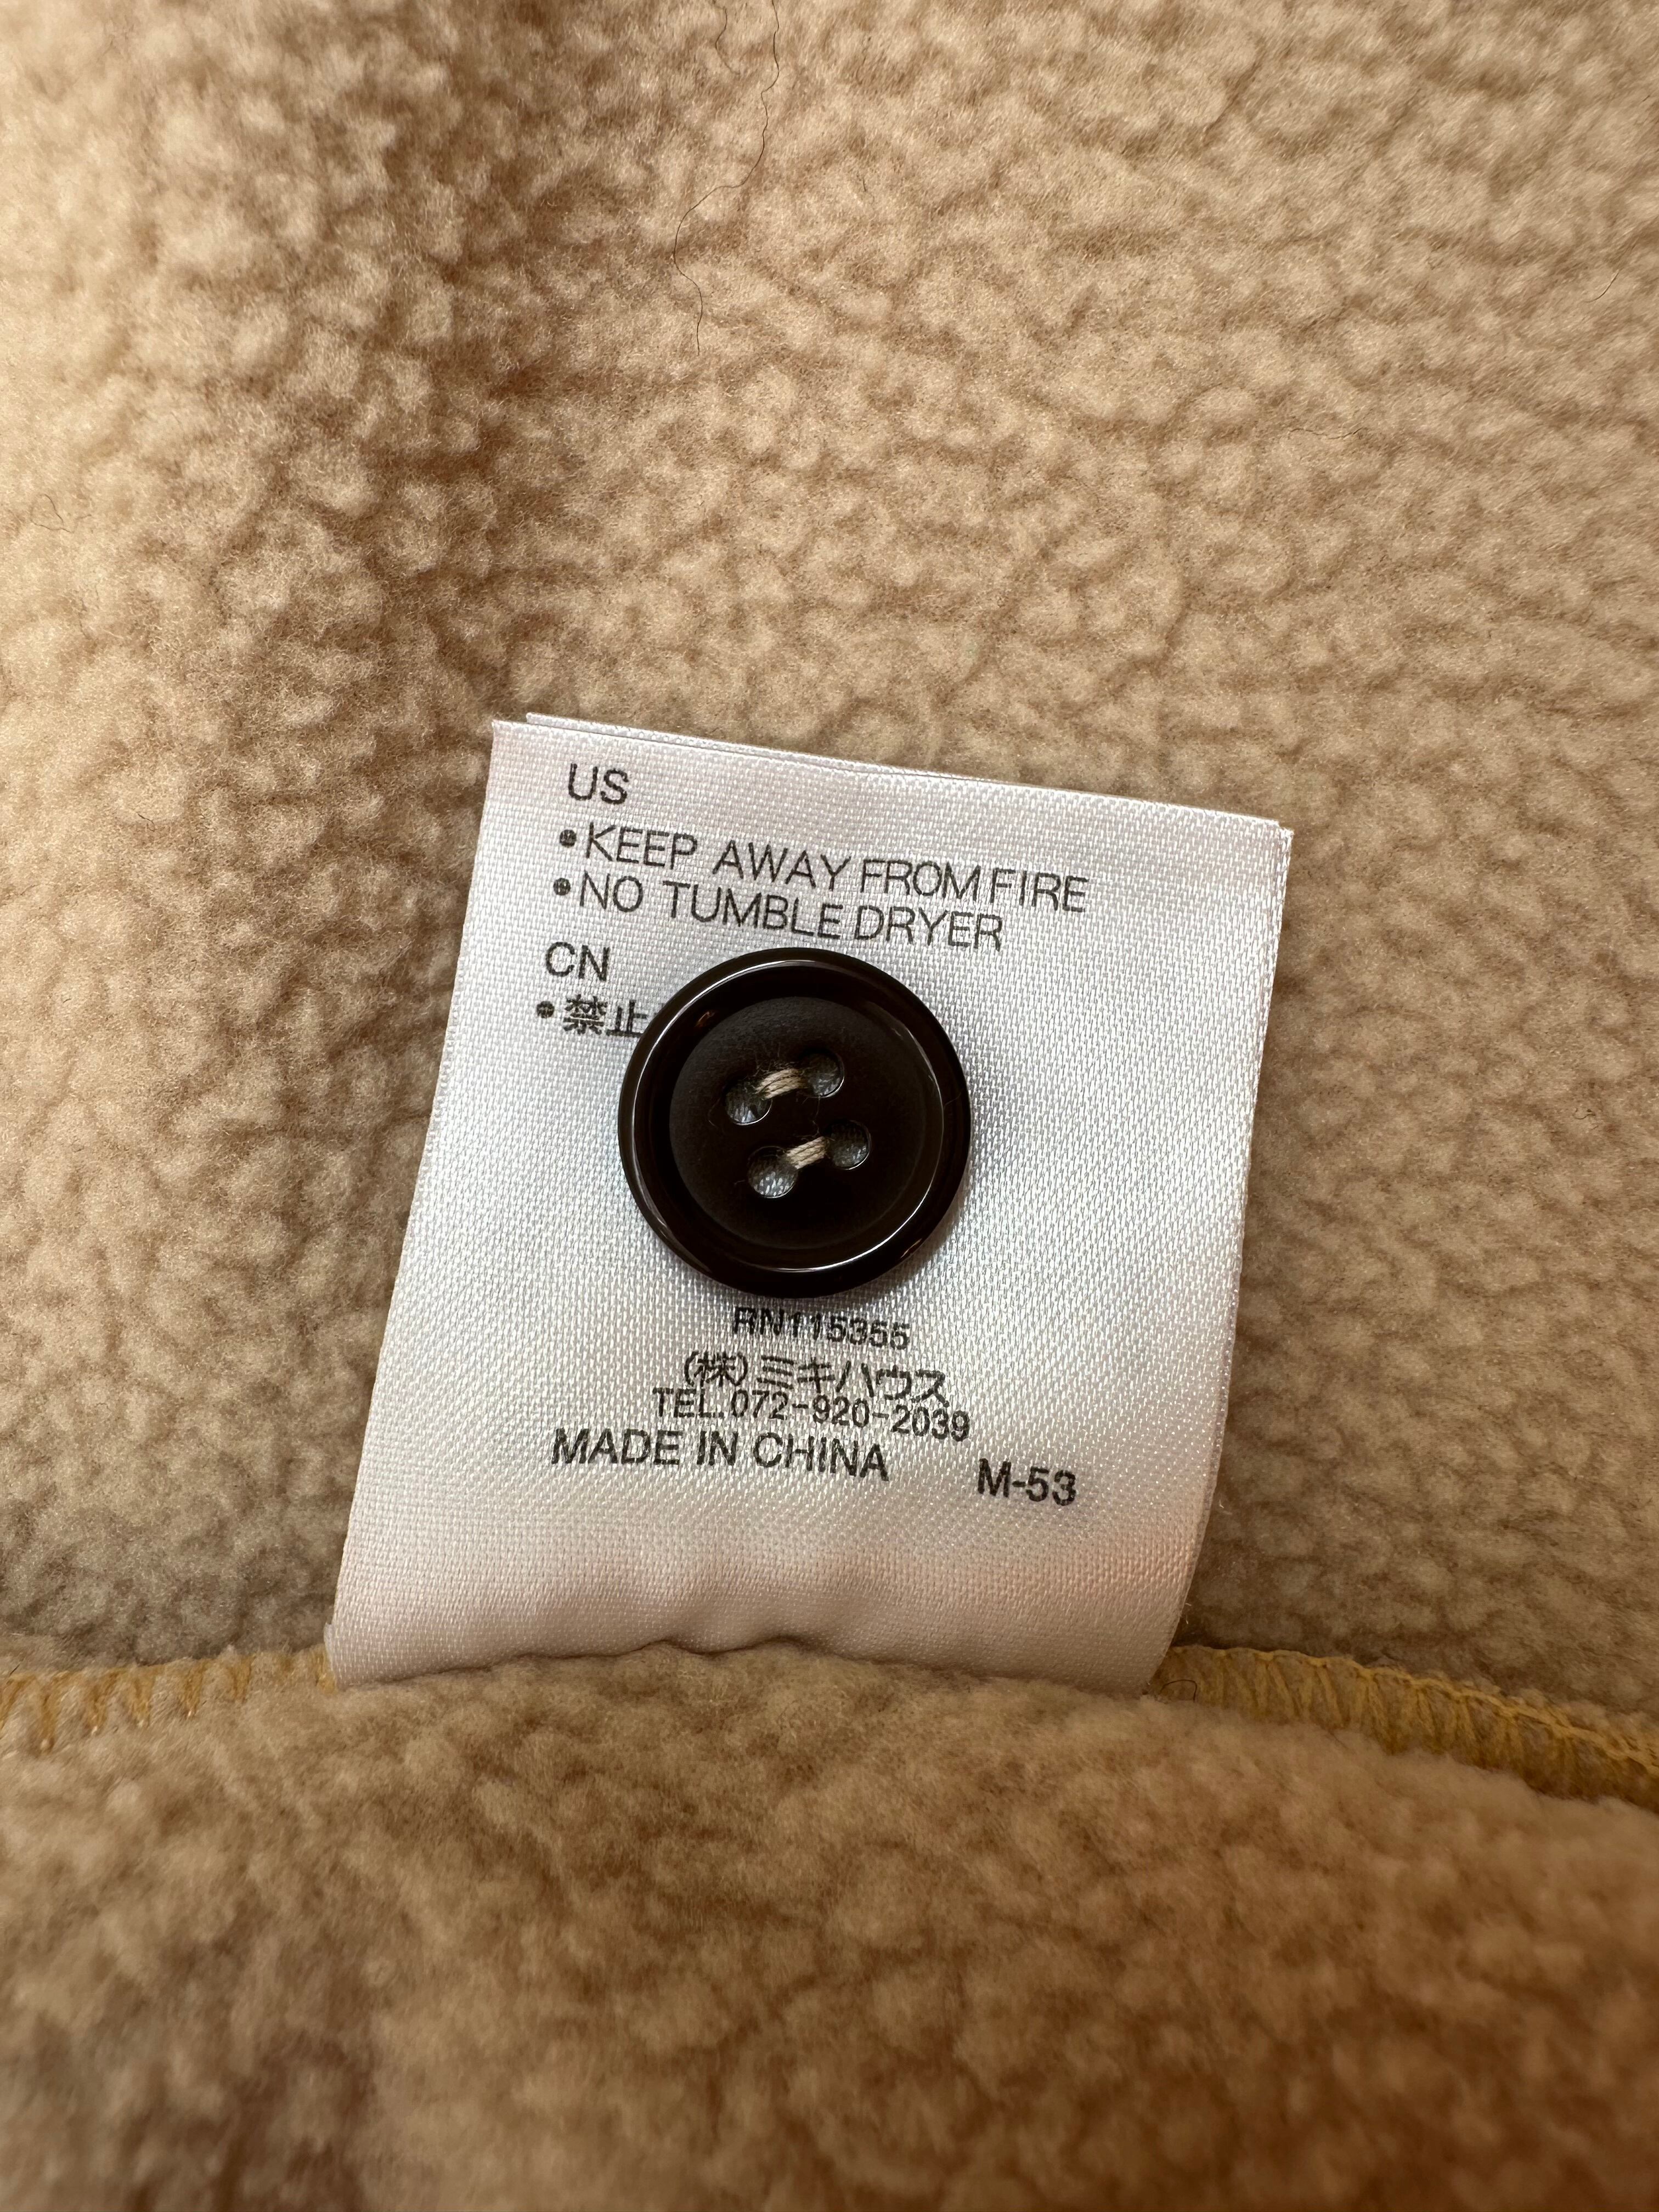 US
•KEEP AWAY FROM FIRE
•NO TUMBLE DRYER
CN
•禁止
RN115355
(株)ミキハウス
TEL.072-920-2039
MADE IN CHINA M-53